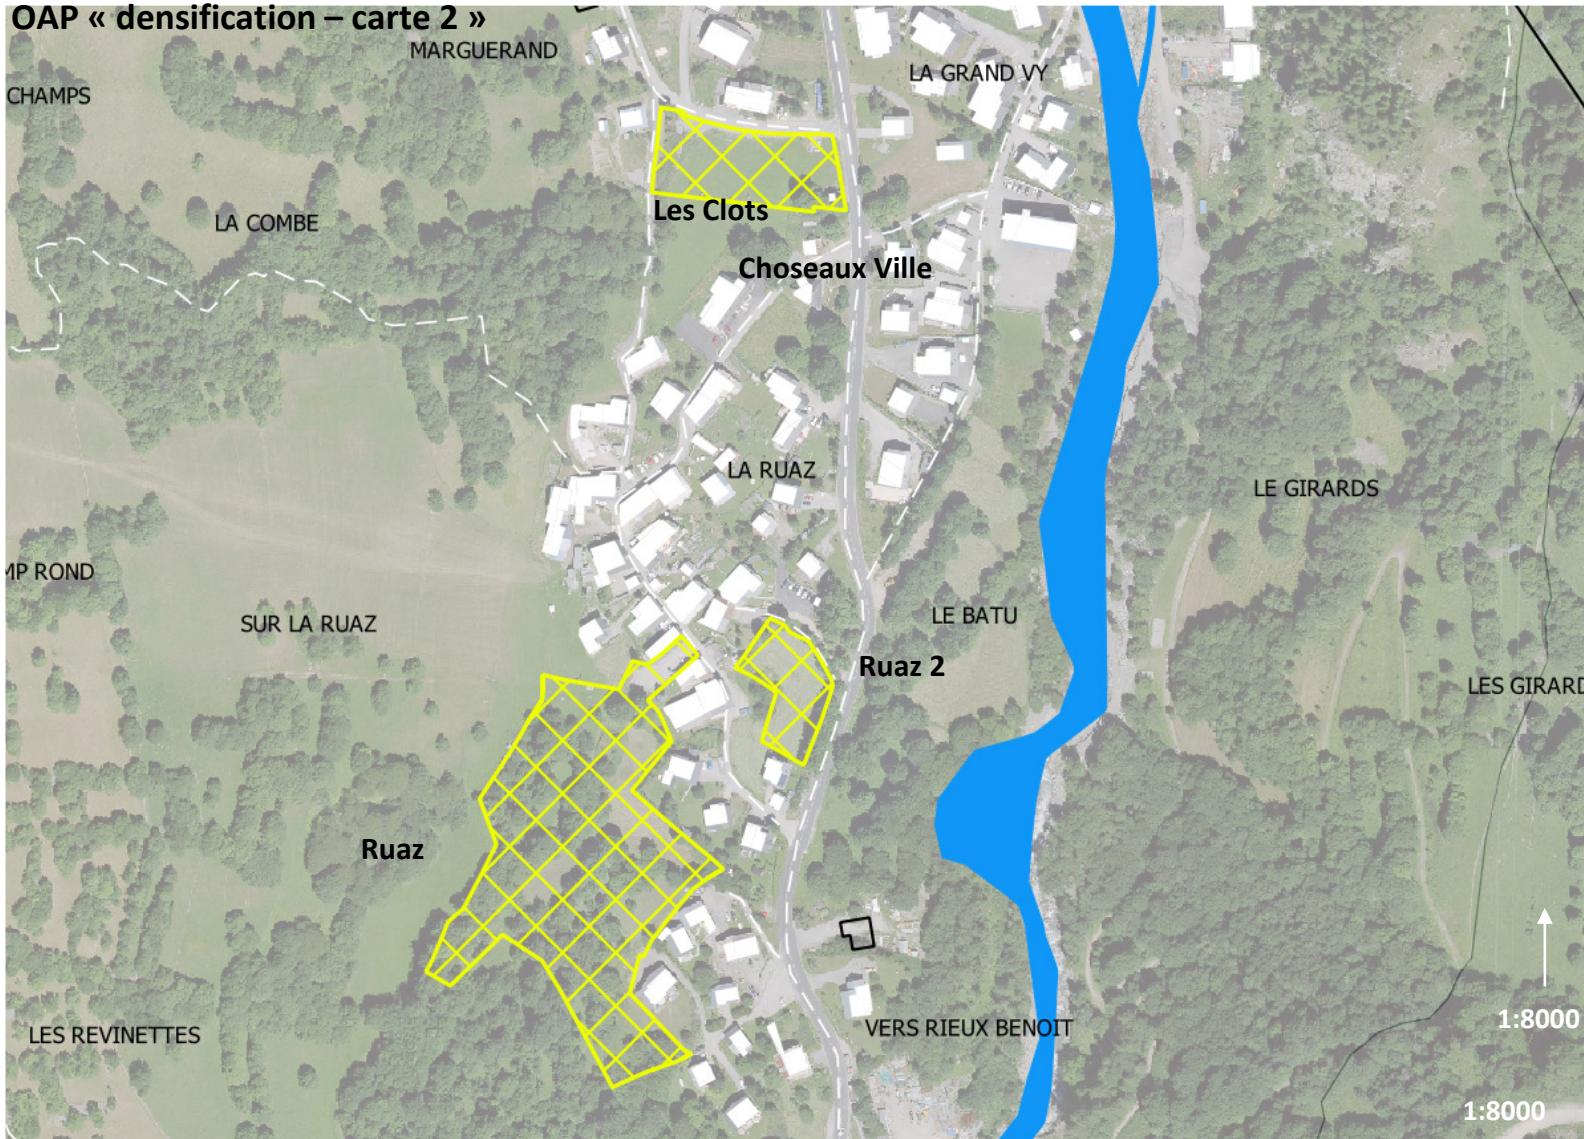 OAP « densification – carte 2 »
MARGUERAND
LA GRAND VY
CHAMPS
Les Clots
LA COMBE
Choseaux Ville
LA RUAZ
LE GIRARDS
MP ROND
SUR LA RUAZ
LE BATU
Ruaz 2
LES GIRARD
Ruaz
LES REVINETTES
VERS RIEUX BENOIT
1:8000
1:8000